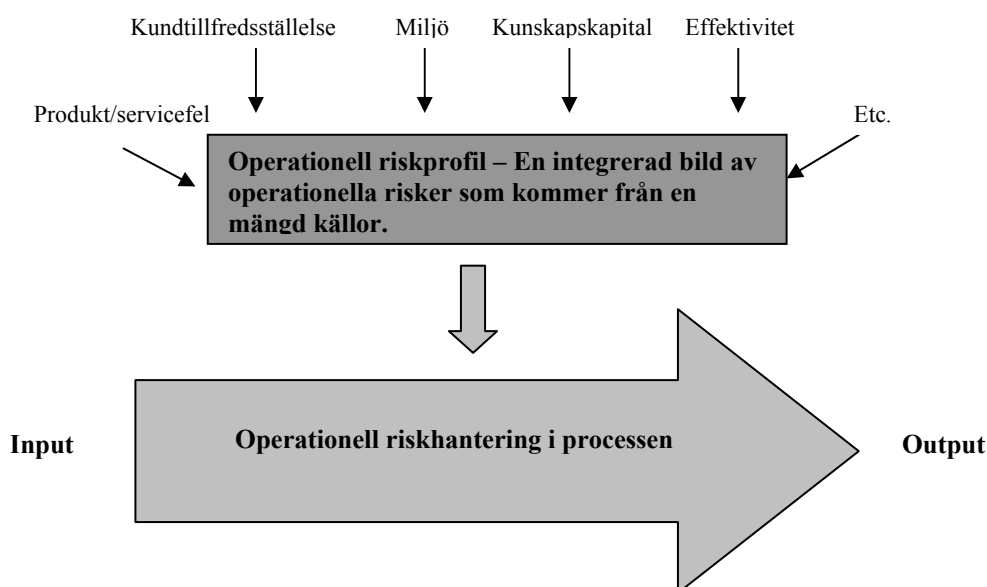 Kundtillfredsställelse Miljö Kunskapskapital Effektivitet
Produkt/servicefel Etc.
Operationell riskprofil – En integrerad bild av
operationella risker som kommer från en
mängd källor.
Input Operationell riskhantering i processen Output